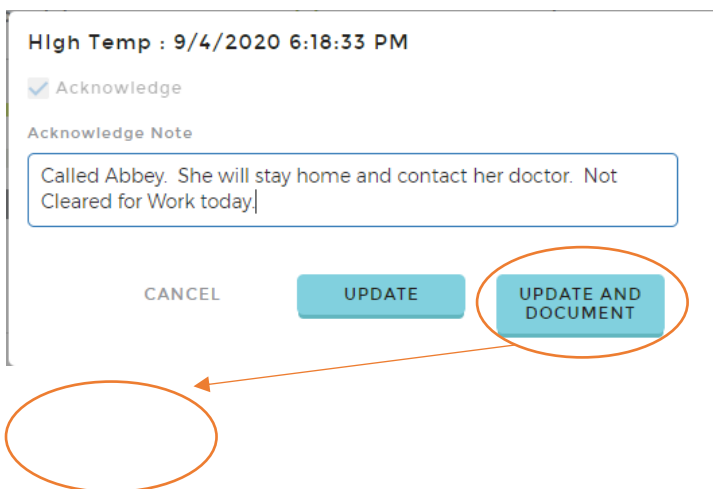 HIgh Temp : 9/4/2020 6:18:33 PM
Acknowledge
Acknowledge Note
Called Abbey.  She will stay home and contact her doctor.  Not
Cleared for Work today.
CANCEL
UPDATE
UPDATE AND
DOCUMENT